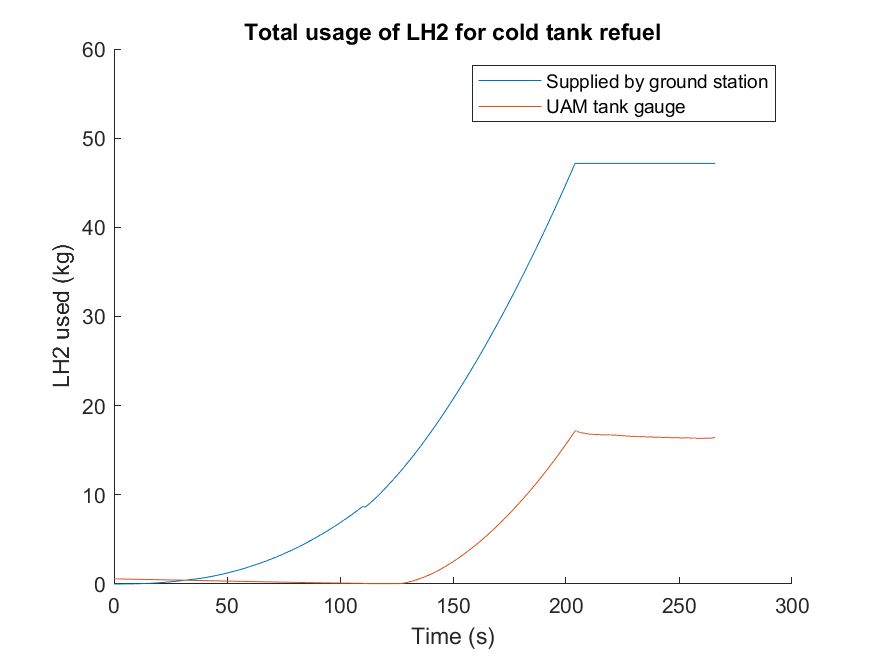 Total usage of LH2 for cold tank refuel
60
50
40
30
20
10
0
LH2 used (kg)
Supplied by ground station
UAM tank gauge
0 50 100 150 200 250 300
Time (s)